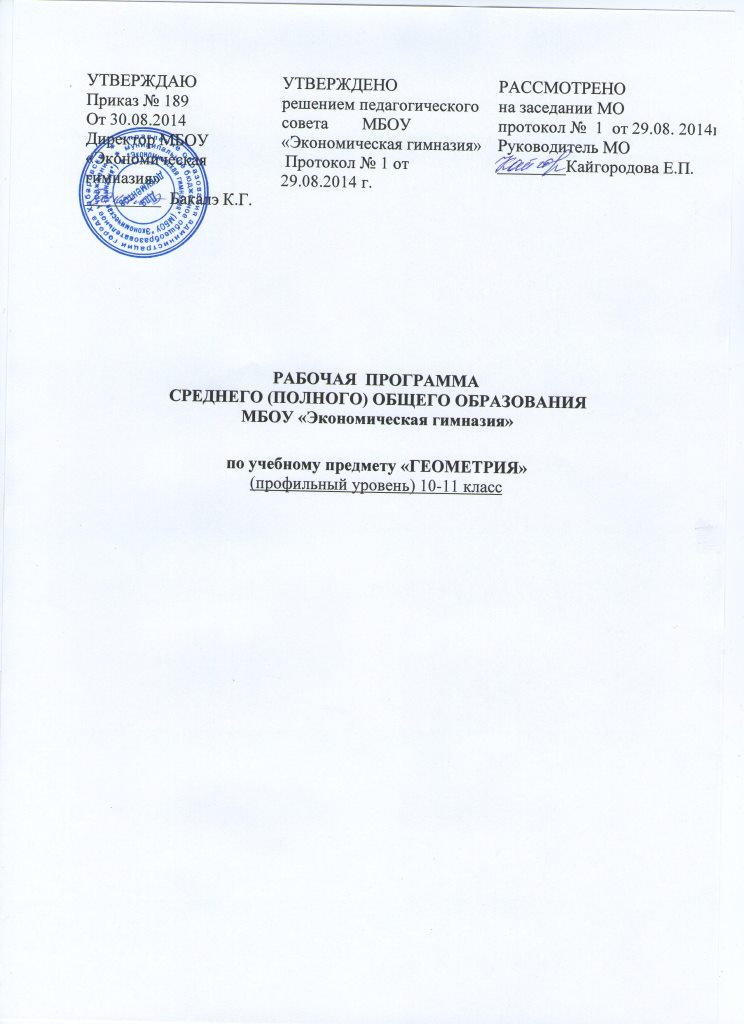 УТВЕРЖДАЮ
Приказ № 189
От 30.08.2014
Директор МБОУ
«Экономическая
гимиазия»
Бакалэ К.Г.
УТВЕРЖДЕНО
решением педагогического
совета МБОУ
«Экономическая гимназия»
Протокол № 1 от
29.08.2014 г.
РАССМОТРЕНО
на заседании МО
протокол № 1 от 29.08. 2014г
Руководитель МО
Кайгородова Е.П.
РАБОЧАЯ ПРОГРАММА
СРЕДНЕГО (ПОЛНОГО) ОБЩЕГО ОБРАЗОВАНИЯ
МБОУ «Экономическая гимназия»
по учебному предмету «ГЕОМЕТРИЯ»
(профильный уровень) 10-11 класс